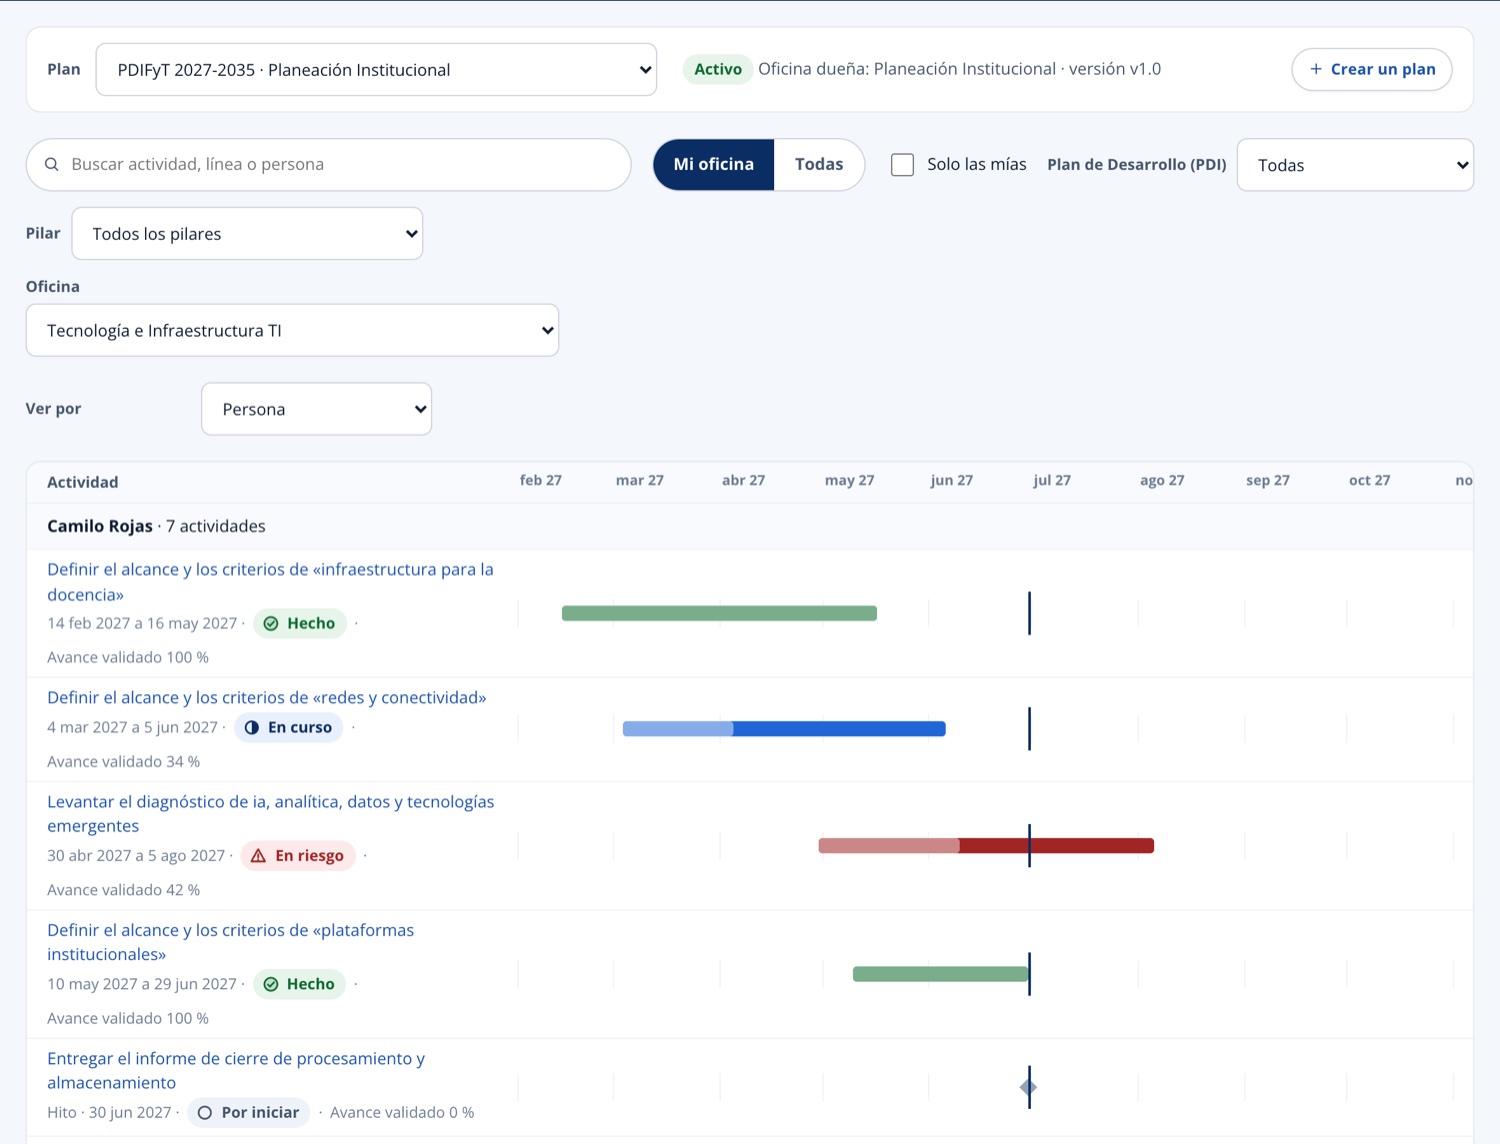 Plan
PDIFyT 2027-2035 · Planeación Institucional
Activo Oficina dueña: Planeación Institucional · versión v1.0
+ Crear un plan
Buscar actividad, línea o persona
Mi oficina
Todas
Solo las mías
Plan de Desarrollo (PDI)
Todas
Pilar
Todos los pilares
Oficina
Tecnología e Infraestructura TI
Ver por
Persona
Actividad
feb 27 mar 27 abr 27 may 27 jun 27 jul 27 ago 27 sep 27 oct 27 no
Camilo Rojas · 7 actividades
Definir el alcance y los criterios de «infraestructura para la
docencia»
14 feb 2027 a 16 may 2027 · Hecho ·
Avance validado 100 %
Definir el alcance y los criterios de «redes y conectividad»
4 mar 2027 a 5 jun 2027 · En curso ·
Avance validado 34 %
Levantar el diagnóstico de ia, analítica, datos y tecnologías
emergentes
30 abr 2027 a 5 ago 2027 · En riesgo ·
Avance validado 42 %
Definir el alcance y los criterios de «plataformas
institucionales»
10 may 2027 a 29 jun 2027 · Hecho ·
Avance validado 100 %
Entregar el informe de cierre de procesamiento y
almacenamiento
Hito · 30 jun 2027 · Por iniciar · Avance validado 0 %